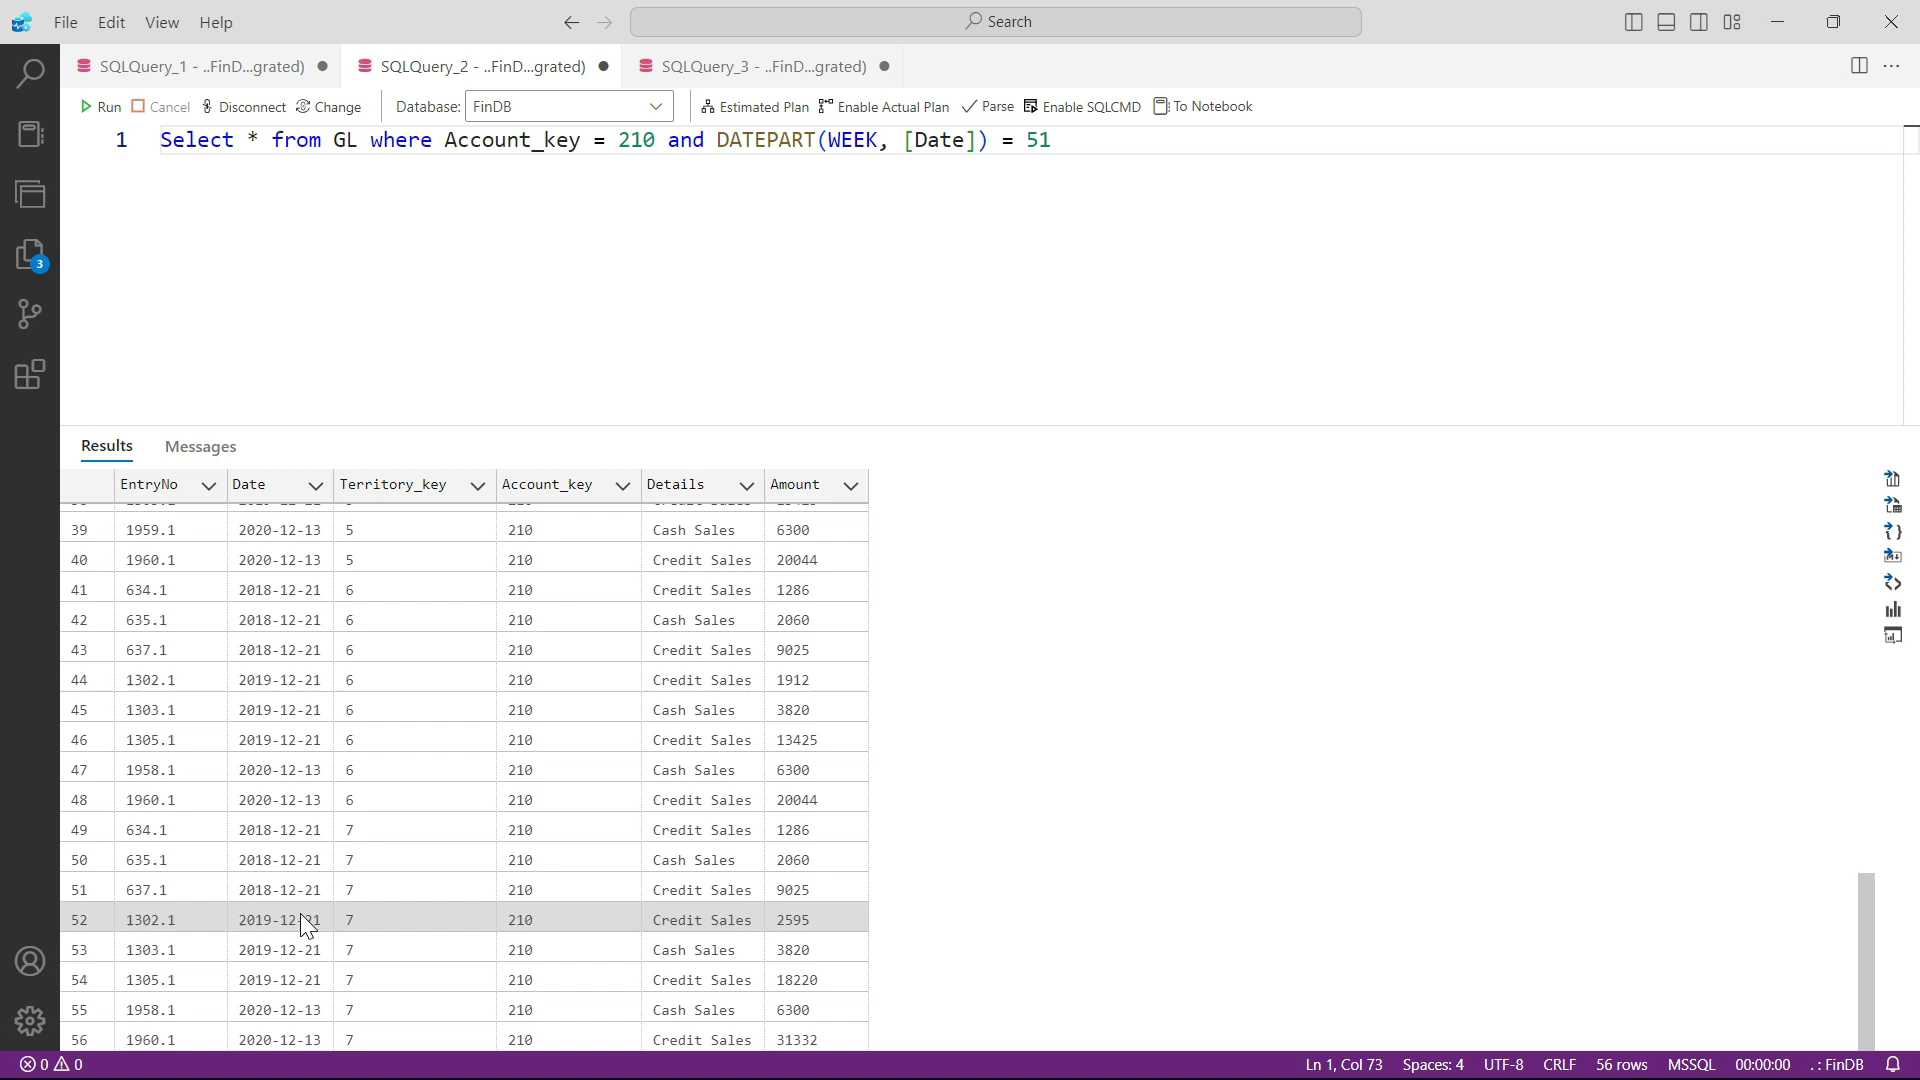 File Edit View Help Search
SQLQuery_1 - ..FinD...grated) SQLQuery_2 - ..FinD...grated) SQLQuery_3 - ..FinD...grated)
Run Cancel Disconnect Change Database: FinDB Estimated Plan Enable Actual Plan Parse Enable SQLCMD To Notebook
1 Select * from GL where Account_key = 210 and DATEPART(WEEK, [Date]) = 51
3
Results Messages
EntryNo Date Territory_key Account_key Details Amount
39 1959.1 2020-12-13 5 210 Cash Sales 6300
40 1960.1 2020-12-13 5 210 Credit Sales 20044
41 634.1 2018-12-21 6 210 Credit Sales 1286
42 635.1 2018-12-21 6 210 Cash Sales 2060
43 637.1 2018-12-21 6 210 Credit Sales 9025
44 1302.1 2019-12-21 6 210 Credit Sales 1912
45 1303.1 2019-12-21 6 210 Cash Sales 3820
46 1305.1 2019-12-21 6 210 Credit Sales 13425
47 1958.1 2020-12-13 6 210 Cash Sales 6300
48 1960.1 2020-12-13 6 210 Credit Sales 20044
49 634.1 2018-12-21 7 210 Credit Sales 1286
50 635.1 2018-12-21 7 210 Cash Sales 2060
51 637.1 2018-12-21 7 210 Credit Sales 9025
52 1302.1 2019-12-21 7 210 Credit Sales 2595
53 1303.1 2019-12-21 7 210 Cash Sales 3820
54 1305.1 2019-12-21 7 210 Credit Sales 18220
55 1958.1 2020-12-13 7 210 Cash Sales 6300
56 1960.1 2020-12-13 7 210 Credit Sales 31332
0 0 Ln 1, Col 73 Spaces: 4 UTF-8 CRLF 56 rows MSSQL 00:00:00 . : FinDB